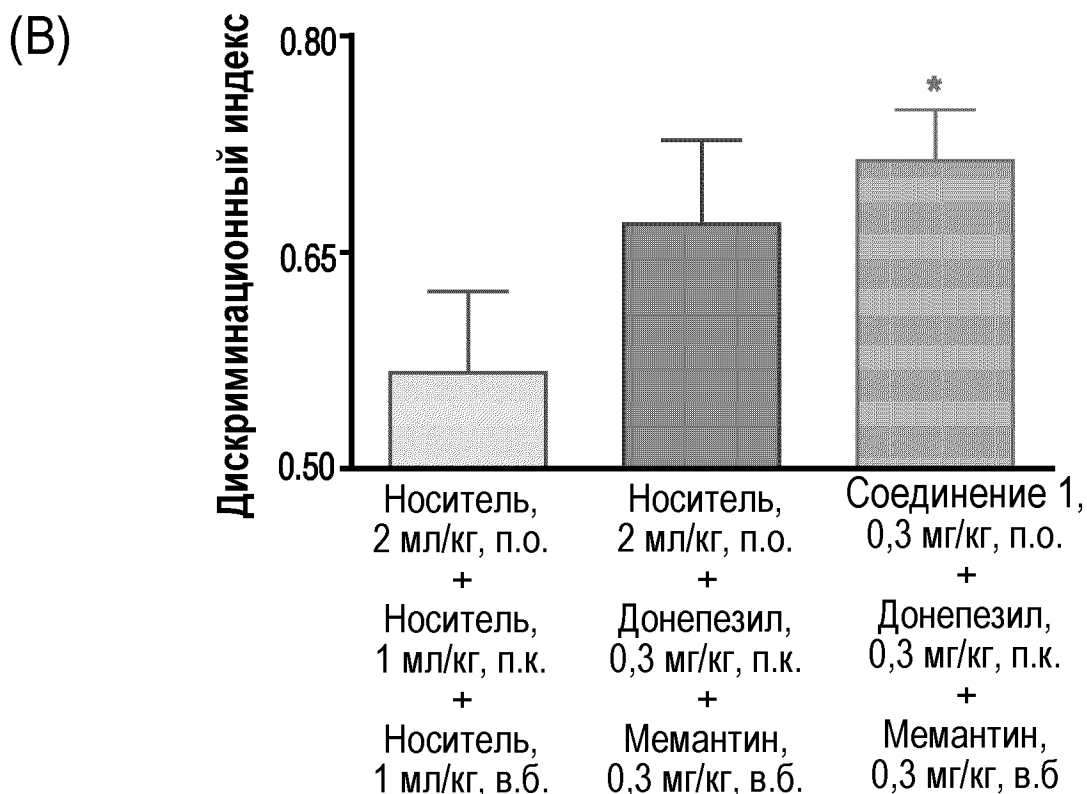 (B)
Дискриминационный индекс
0.80
0.65
0.50
*
Носитель,
2 мл/кг, п.о.
+
Носитель,
1 мл/кг, п.к.
+
Носитель,
1 мл/кг, в.б.
Носитель,
2 мл/кг, п.о.
+
Донепезил,
0,3 мг/кг, п.к.
+
Мемантин,
0,3 мг/кг, в.б.
Соединение 1,
0,3 мг/кг, п.о.
+
Донепезил,
0,3 мг/кг, п.к.
+
Мемантин,
0,3 мг/кг, в.б